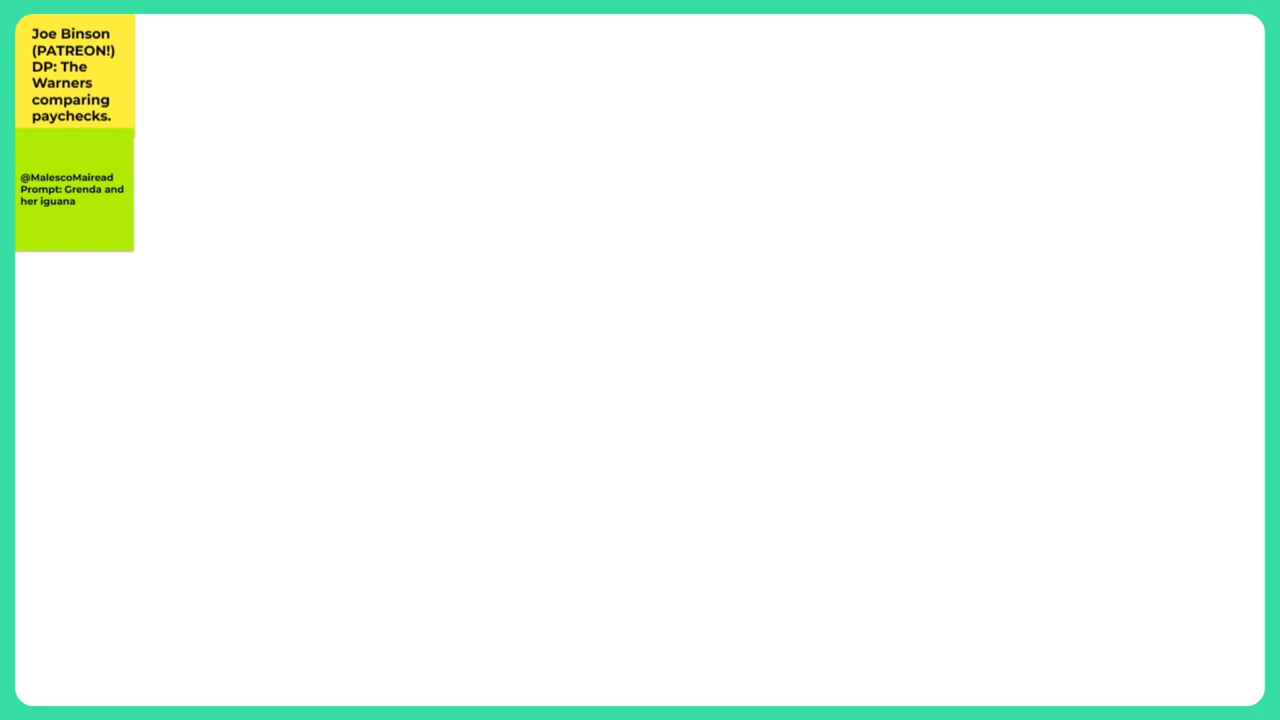 Joe Binson
(PATREON!)
DP: The
Warners
comparing
paychecks.
@MalescoMairead
Prompt: Grenda and
her iguana